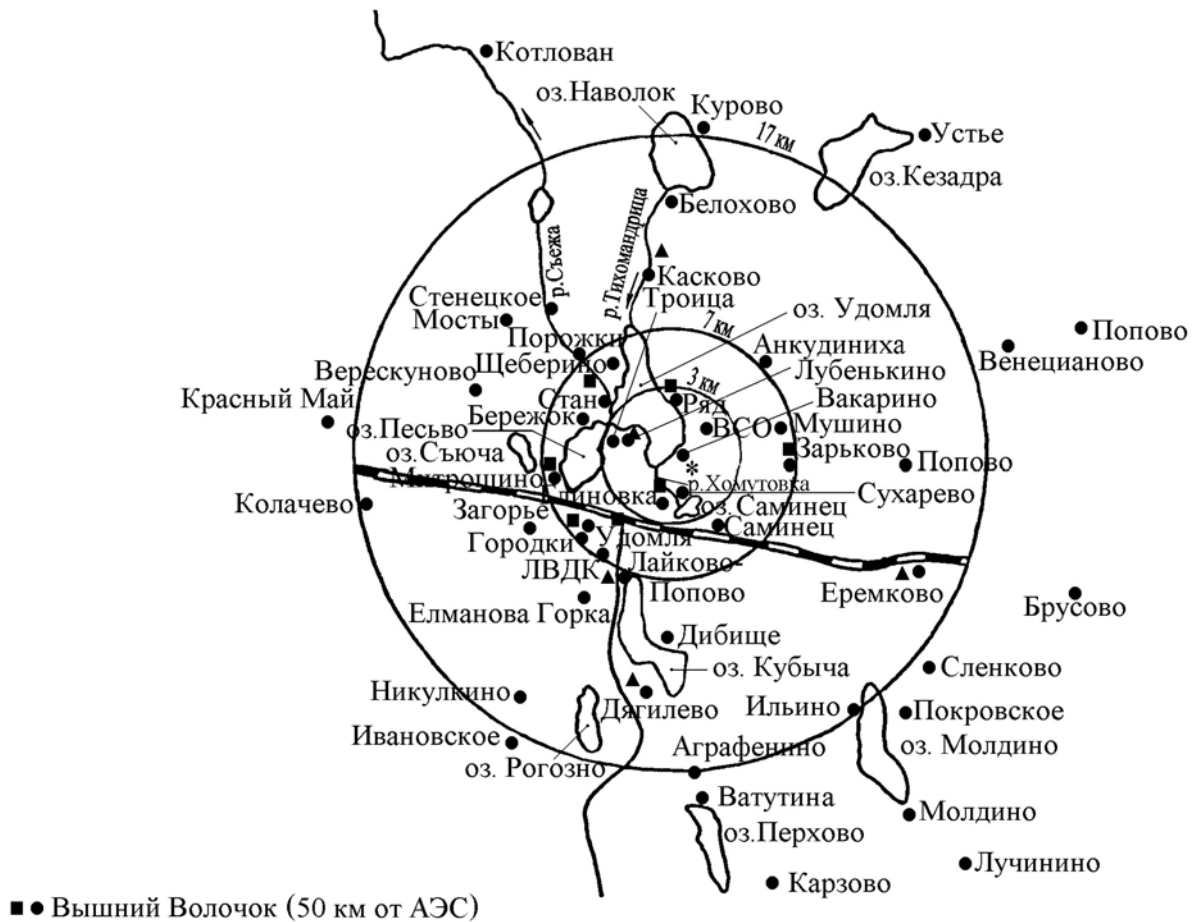 Котлован
оз.Наволок
Курово
17 км
Устье
оз.Кезадра
Белохово
р.Съежа
р.Тихомандрица
Касково
Троица
Стенецкое
Мосты
оз. Удомля
7 км
Попово
Венецианово
Порожки
Щеберино
Анкудиниха
Лубенькино
Верескуново
3 км
Вакарино
Красный Май
Стан
Ряд
Бережок
ВСО
Мушино
оз.Песьво
оз.Съюча
Зарьково
Попово
Митрошино
*
р.Хомутовка
Сухарево
Колачево
линовка
оз.Саминец
Загорье
Саминец
Городки
Удомля
ЛВДК
Лайково-
Попово
Еремково
Брусово
Елманова Горка
Дибище
оз. Кубыча
Сленково
Никулкино
Дягилево
Ильино
Покровское
Ивановское
оз. Молдино
оз. Рогозно
Аграфенино
Ватутина
Молдино
оз.Перхово
Лучинино
Карзово
Вышний Волочок (50 км от АЭС)